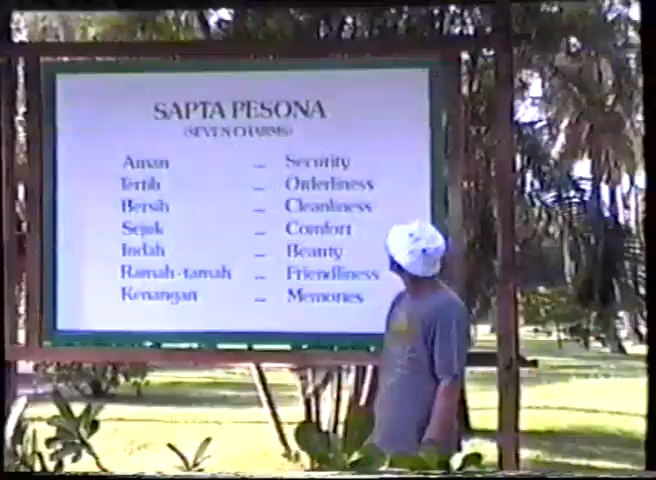 SAPTA PESONA
(SEVEN CHARMS)
Aman ... Security
Tertib ... Orderliness
Bersih ... Cleanliness
Sejuk ... Comfort
Indah ... Beauty
Ramah-tamah ... Friendliness
Kenangan ... Memories